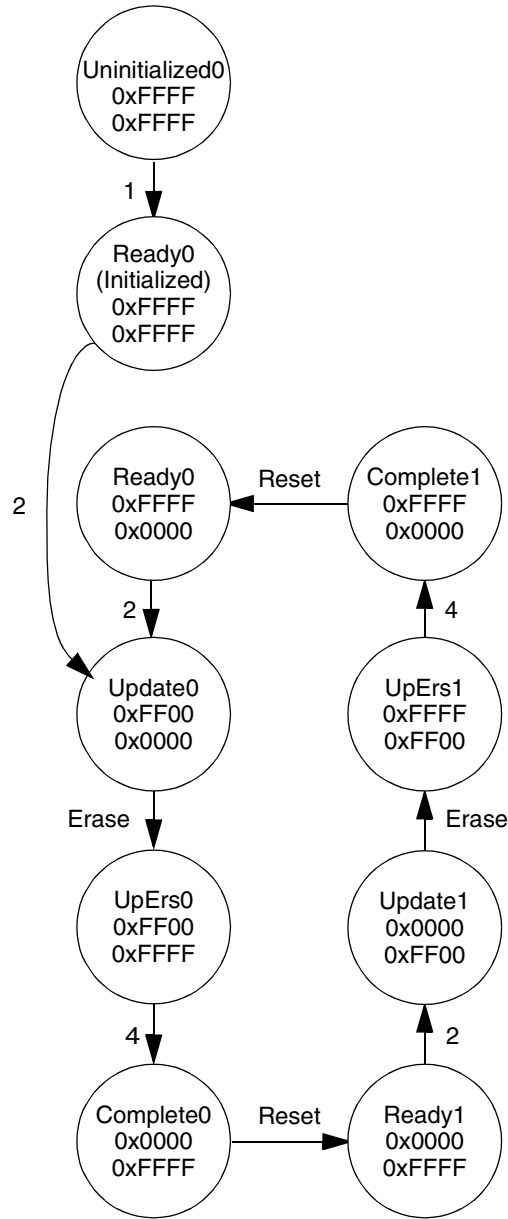 Uninitialized0
0xFFFF
0xFFFF
1
Ready0
(Initialized)
0xFFFF
0xFFFF
2
Ready0
0xFFFF
0x0000
Reset
Complete1
0xFFFF
0x0000
2
4
Update0
0xFF00
0x0000
UpErs1
0xFFFF
0xFF00
Erase
Erase
UpErs0
0xFF00
0xFFFF
Update1
0x0000
0xFF00
4
2
Complete0
0x0000
0xFFFF
Reset
Ready1
0x0000
0xFFFF